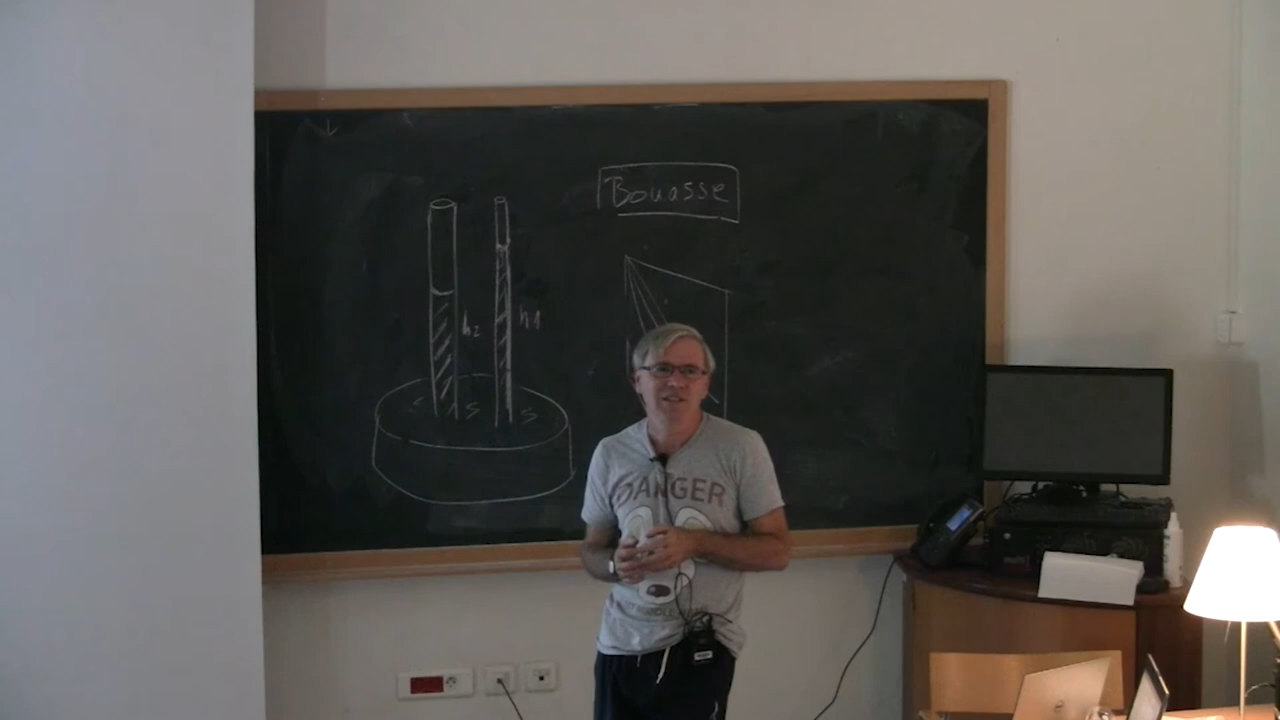 Bouasse
h2
h1
S S S
DANGER